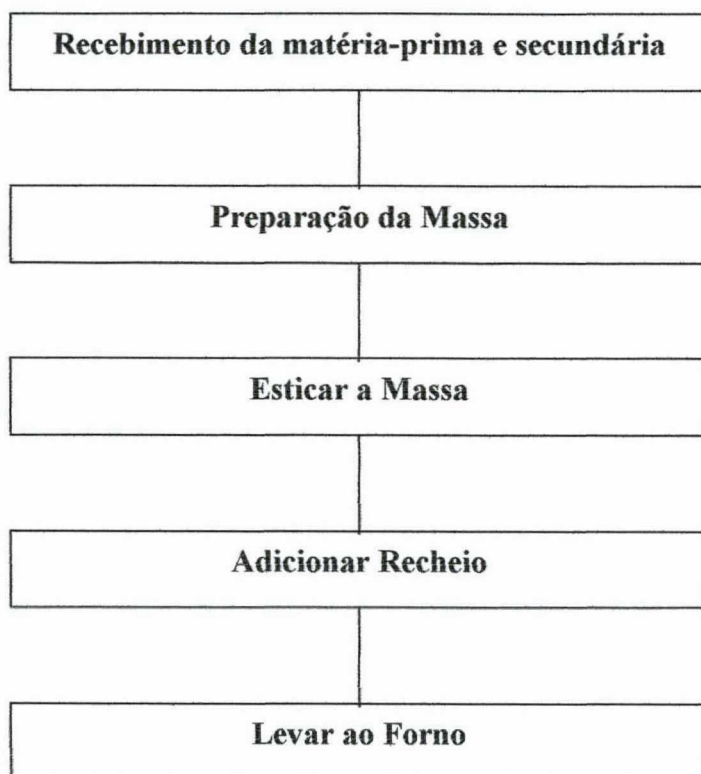 Recebimento da matéria-prima e secundária
Preparação da Massa
Esticar a Massa
Adicionar Recheio
Levar ao Forno